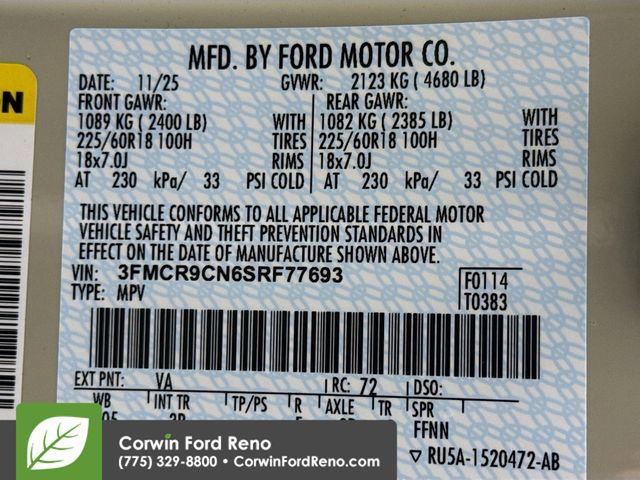 ON
MFD. BY FORD MOTOR CO.
DATE: 11/25 GVWR: 2123 KG ( 4680 LB)
FRONT GAWR: REAR GAWR:
1089 KG ( 2400 LB) WITH 1082 KG ( 2385 LB) WITH
225/60R18 100H TIRES 225/60R18 100H TIRES
18x7.0J RIMS 18x7.0J RIMS
AT 230 kPa/ 33 PSI COLD AT 230 kPa/ 33 PSI COLD
THIS VEHICLE CONFORMS TO ALL APPLICABLE FEDERAL MOTOR
VEHICLE SAFETY AND THEFT PREVENTION STANDARDS IN
EFFECT ON THE DATE OF MANUFACTURE SHOWN ABOVE.
VIN: 3FMCR9CN6SRF77693 F0114
TYPE: MPV T0383
EXT PNT: VA RC: 72 DSO:
WB INT TR TP/PS R AXLE TR SPR
FFNN
RU5A-1520472-AB
Corwin Ford Reno
(775) 329-8800 • CorwinFordReno.com